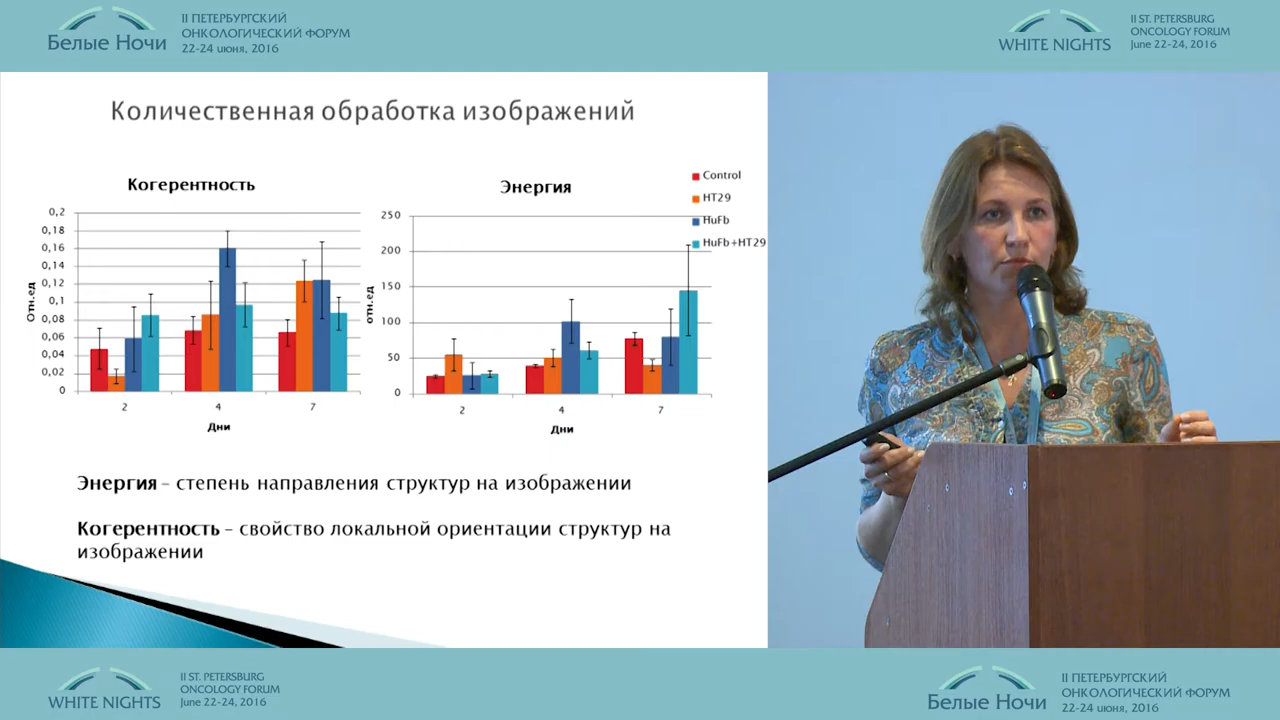 Белые Ночи
II ПЕТЕРБУРГСКИЙ
ОНКОЛОГИЧЕСКИЙ ФОРУМ
22-24 июня, 2016
WHITE NIGHTS
II ST. PETERSBURG
ONCOLOGY FORUM
June 22-24, 2016
Количественная обработка изображений
Когерентность
Отн.ед
0,2
0,18
0,16
0,14
0,12
0,1
0,08
0,06
0,04
0,02
0
2
4
7
Дни
Энергия
отн.ед
250
200
150
100
50
0
2
4
7
Дни
Control
HT29
HuFb
HuFb+HT29
Энергия – степень направления структур на изображении
Когерентность – свойство локальной ориентации структур на
изображении
WHITE NIGHTS
II ST. PETERSBURG
ONCOLOGY FORUM
June 22-24, 2016
Белые Ночи
II ПЕТЕРБУРГСКИЙ
ОНКОЛОГИЧЕСКИЙ ФОРУМ
22-24 июня, 2016